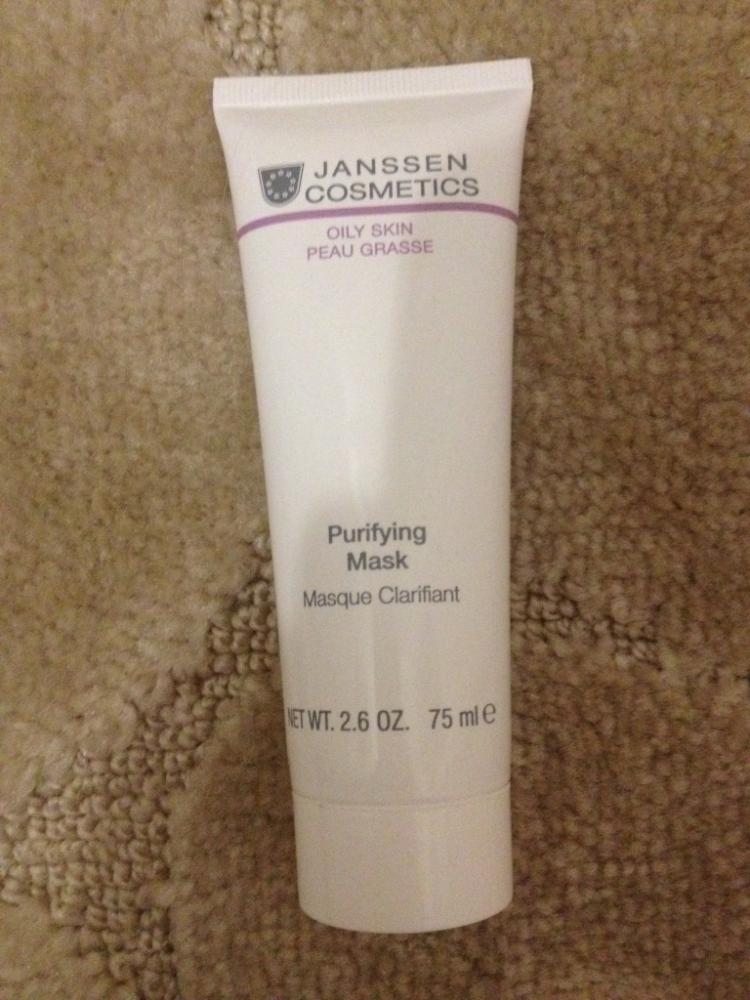 JANSSEN
COSMETICS
OILY SKIN
PEAU GRASSE
Purifying
Mask
Masque Clarifiant
NET WT. 2.6 OZ. 75 ml e